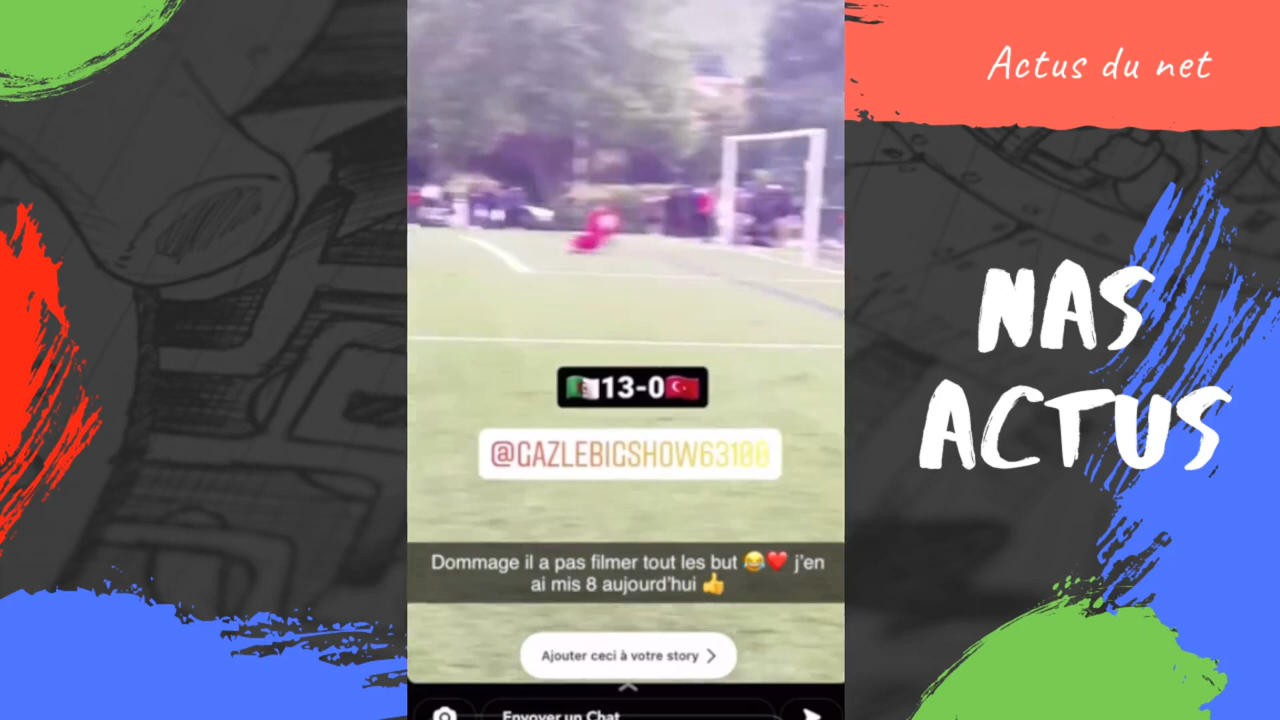 Actus du net
NAS
ACTUS
🇩🇿13-0🇹🇷
@GAZLEBIGSHOW63100
Dommage il a pas filmer tout les but 😂❤️ j'en
ai mis 8 aujourd'hui 👍
Ajouter ceci à votre story >
Envoyer un Chat